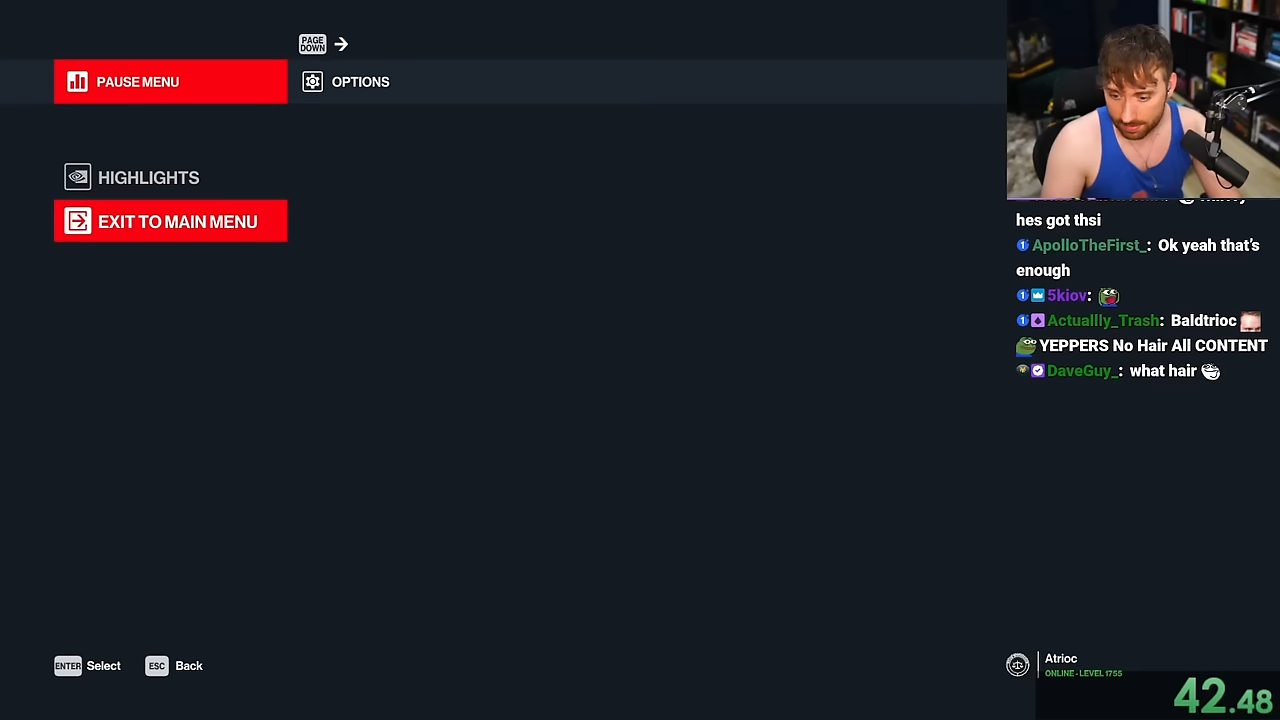 PAGE DOWN
PAUSE MENU
OPTIONS
HIGHLIGHTS
EXIT TO MAIN MENU
hes got thsi
ApolloTheFirst_: Ok yeah that's
enough
5kiov:
Actuallly_Trash: Baldtrioc
YEPPERS No Hair All CONTENT
DaveGuy_: what hair
ENTER Select
ESC Back
Atrioc
ONLINE - LEVEL 1755
42.48